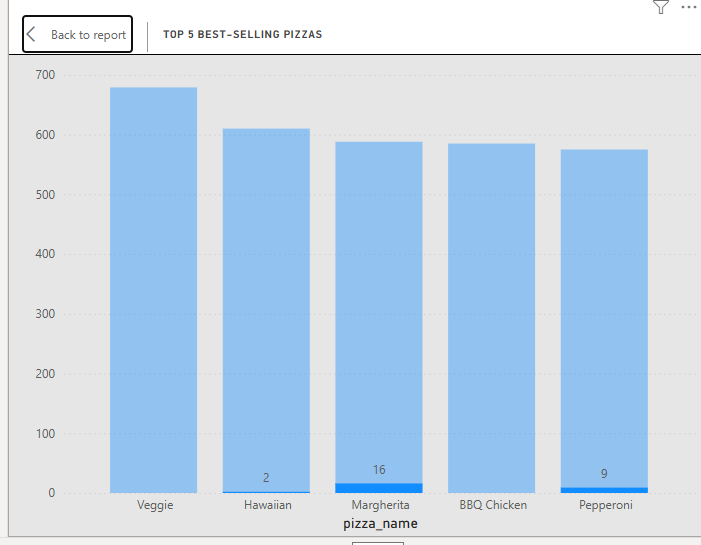 Back to report
TOP 5 BEST-SELLING PIZZAS
700
600
500
400
300
200
100
0
2
16
9
Veggie
Hawaiian
Margherita
BBQ Chicken
Pepperoni
pizza_name